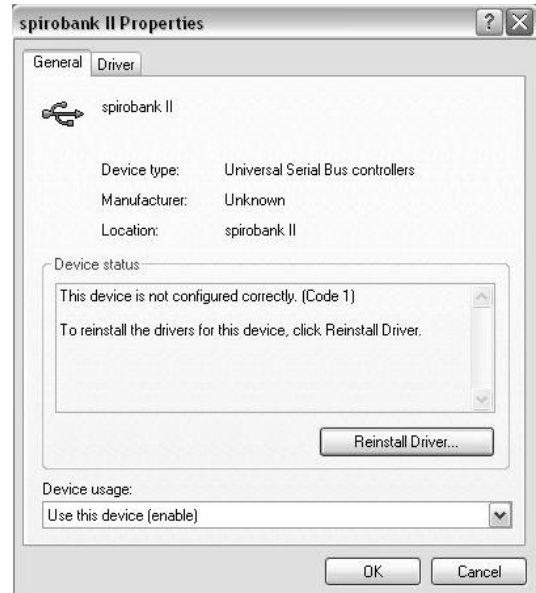 spirobank II Properties
General Driver
spirobank II
Device type: Universal Serial Bus controllers
Manufacturer: Unknown
Location: spirobank II
Device status
This device is not configured correctly. (Code 1)
To reinstall the drivers for this device, click Reinstall Driver.
Reinstall Driver...
Device usage:
Use this device (enable)
OK Cancel